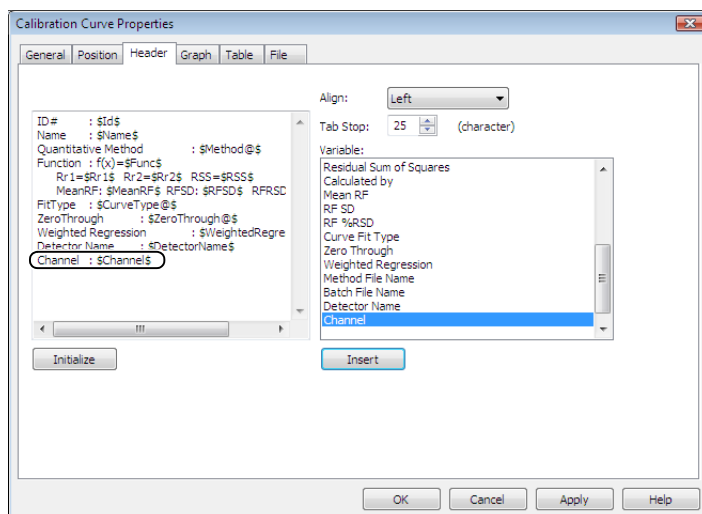 Calibration Curve Properties
General Position Header Graph Table File
Align: Left
Tab Stop: 25 (character)
Variable:
ID# : $Id$
Name : $Name$
Quantitative Method : $Method@$
Function : f(x)=$Func$
Rr1=$Rr1$ Rr2=$Rr2$ RSS=$RSS$
MeanRF: $MeanRF$ RFSD: $RFSD$ RFRSD
FitType : $CurveType@$
ZeroThrough : $ZeroThrough@$
Weighted Regression : $WeightedRegre
Detector Name : $DetectorName$
Channel : $Channel$
Residual Sum of Squares
Calculated by
Mean RF
RF SD
RF %RSD
Curve Fit Type
Zero Through
Weighted Regression
Method File Name
Batch File Name
Detector Name
Channel
Initialize
Insert
OK Cancel Apply Help